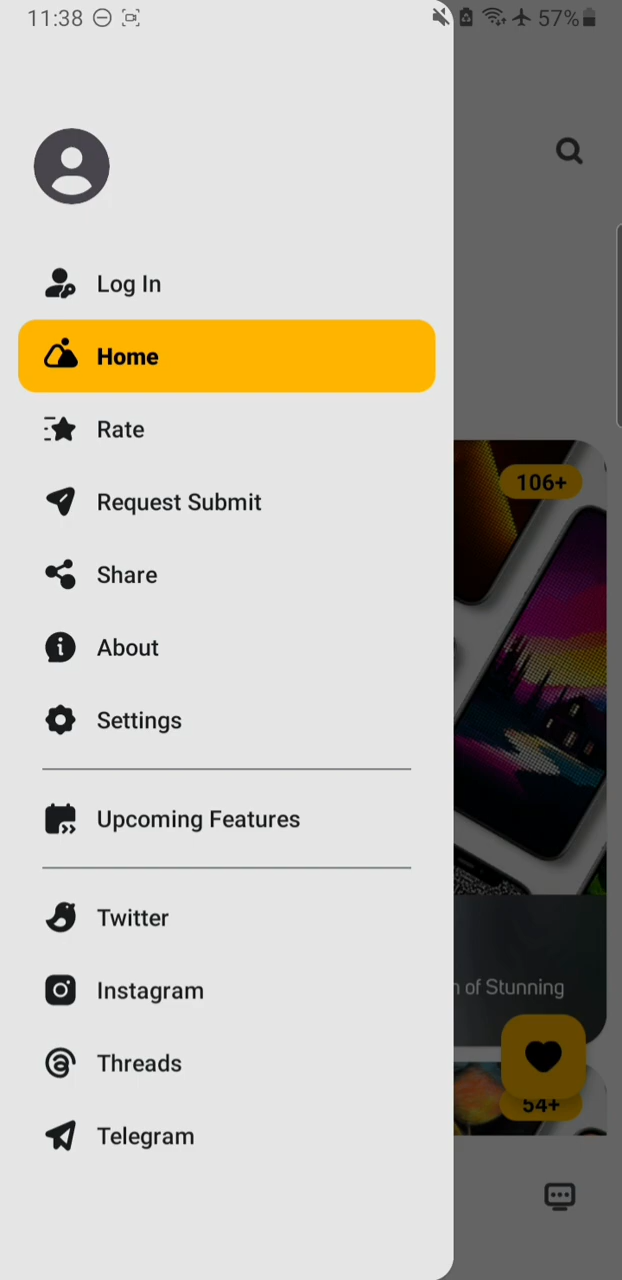 11:38 57%
Log In
Home
Rate
Request Submit
Share
About
Settings
Upcoming Features
Twitter
Instagram
Threads
Telegram
106+
of Stunning
54+